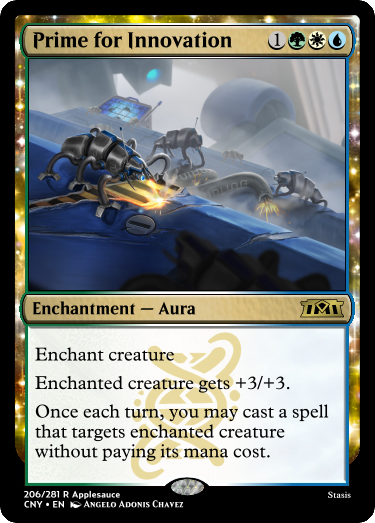 Prime for Innovation 1
Enchantment — Aura
Enchant creature
Enchanted creature gets +3/+3.
Once each turn, you may cast a spell
that targets enchanted creature
without paying its mana cost.
206/281 R Applesauce Stasis
CNY • EN Angelo Adonis Chavez